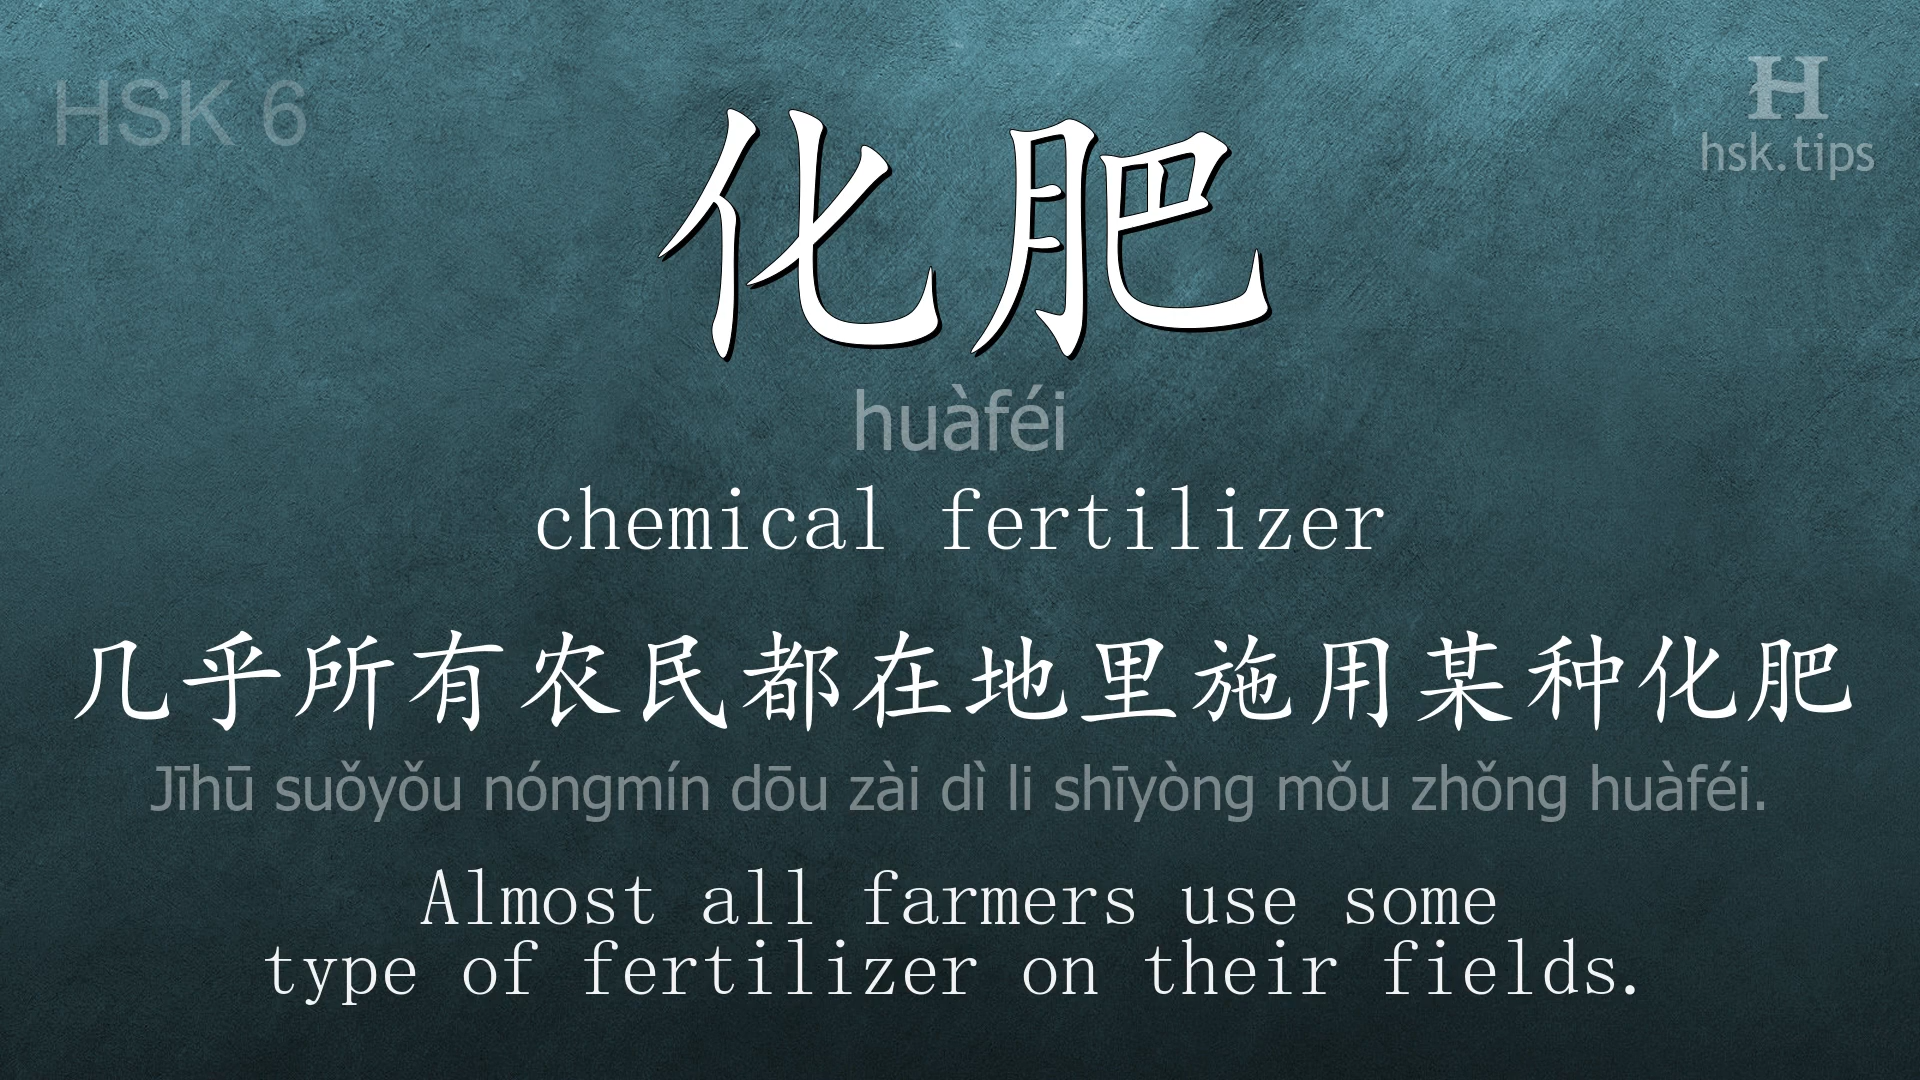 HSK 6
H
hsk.tips
化肥
huàféi
chemical fertilizer
几乎所有农民都在地里施用某种化肥
Jīhū suǒyǒu nóngmín dōu zài dì li shīyòng mǒu zhǒng huàféi.
Almost all farmers use some
type of fertilizer on their fields.